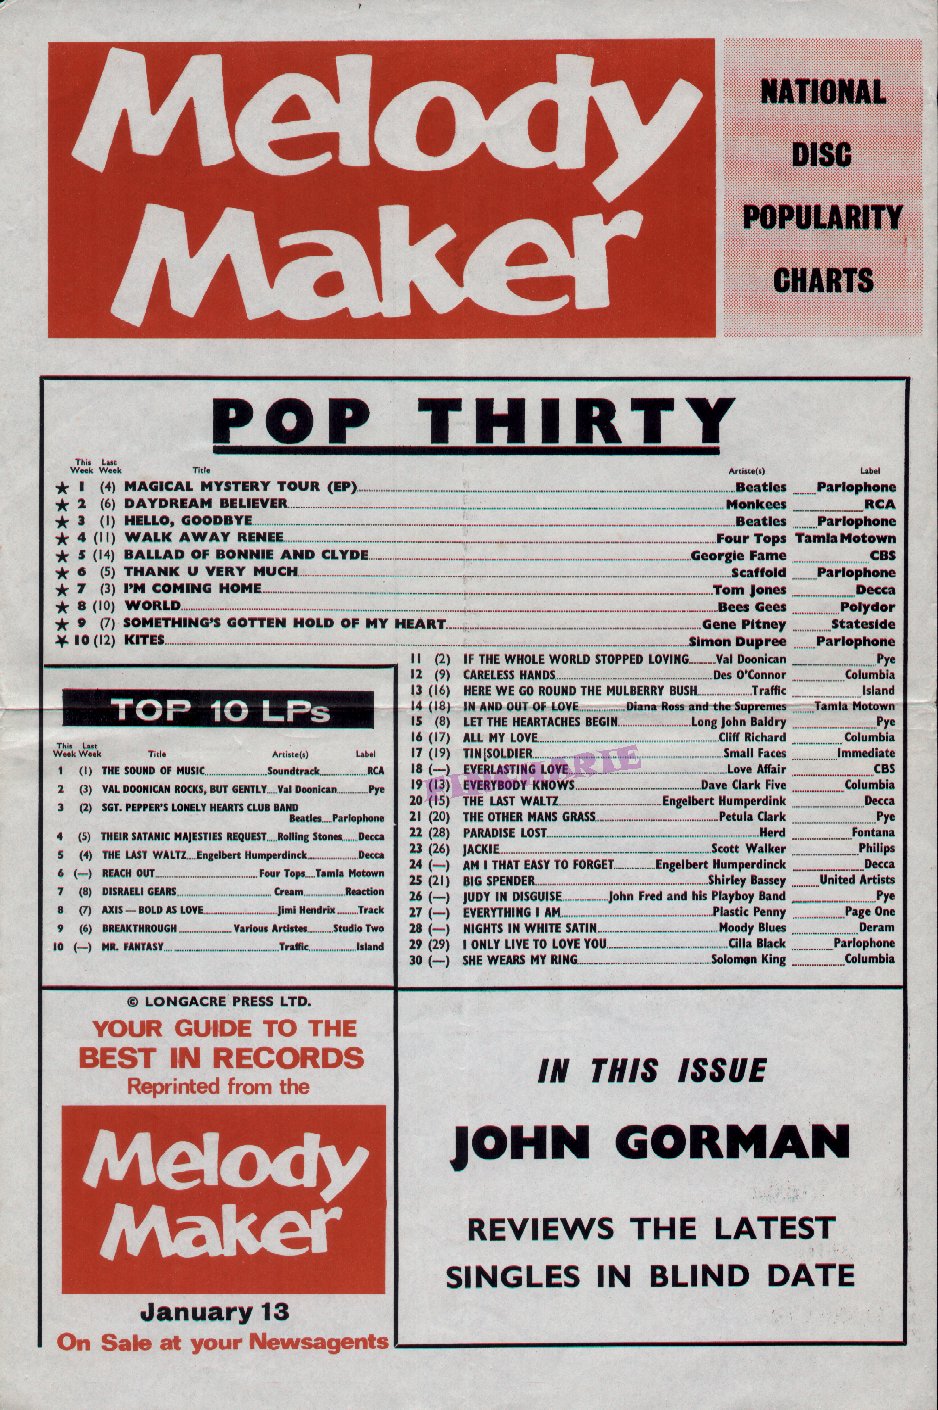 Melody
Maker
NATIONAL
DISC
POPULARITY
CHARTS
POP THIRTY
This Week Last Week Title Artiste(s) Label
★ 1 (4) MAGICAL MYSTERY TOUR (EP) Beatles Parlophone
★ 2 (6) DAYDREAM BELIEVER Monkees RCA
★ 3 (1) HELLO, GOODBYE Beatles Parlophone
★ 4 (11) WALK AWAY RENEE Four Tops Tamla Motown
★ 5 (14) BALLAD OF BONNIE AND CLYDE Georgie Fame CBS
★ 6 (5) THANK U VERY MUCH Scaffold Parlophone
★ 7 (3) I'M COMING HOME Tom Jones Decca
★ 8 (10) WORLD Bees Gees Polydor
★ 9 (7) SOMETHING'S GOTTEN HOLD OF MY HEART Gene Pitney Stateside
★ 10 (12) KITES Simon Dupree Parlophone
11 (2) IF THE WHOLE WORLD STOPPED LOVING Val Doonican Pye
12 (9) CARELESS HANDS Des O'Connor Columbia
13 (16) HERE WE GO ROUND THE MULBERRY BUSH Traffic Island
14 (18) IN AND OUT OF LOVE Diana Ross and the Supremes Tamla Motown
15 (8) LET THE HEARTACHES BEGIN Long John Baldry Pye
16 (17) ALL MY LOVE Cliff Richard Columbia
17 (19) TIN SOLDIER Small Faces Immediate
18 (—) EVERLASTING LOVE Love Affair CBS
19 (13) EVERYBODY KNOWS Dave Clark Five Columbia
20 (15) THE LAST WALTZ Engelbert Humperdink Decca
21 (20) THE OTHER MANS GRASS Petula Clark Pye
22 (28) PARADISE LOST Herd Fontana
23 (26) JACKIE Scott Walker Philips
24 (—) AM I THAT EASY TO FORGET Engelbert Humperdinck Decca
25 (21) BIG SPENDER Shirley Bassey United Artists
26 (—) JUDY IN DISGUISE John Fred and his Playboy Band Pye
27 (—) EVERYTHING I AM Plastic Penny Page One
28 (—) NIGHTS IN WHITE SATIN Moody Blues Deram
29 (29) I ONLY LIVE TO LOVE YOU Cilla Black Parlophone
30 (—) SHE WEARS MY RING Solomon King Columbia
TOP 10 LPs
This Week Last Week Title Artiste(s) Label
1 (1) THE SOUND OF MUSIC Soundtrack RCA
2 (3) VAL DOONICAN ROCKS, BUT GENTLY Val Doonican Pye
3 (2) SGT. PEPPER'S LONELY HEARTS CLUB BAND
Beatles Parlophone
4 (5) THEIR SATANIC MAJESTIES REQUEST Rolling Stones Decca
5 (4) THE LAST WALTZ Engelbert Humperdinck Decca
6 (—) REACH OUT Four Tops Tamla Motown
7 (8) DISRAELI GEARS Cream Reaction
8 (7) AXIS — BOLD AS LOVE Jimi Hendrix Track
9 (6) BREAKTHROUGH Various Artistes Studio Two
10 (—) MR. FANTASY Traffic Island
© LONGACRE PRESS LTD.
YOUR GUIDE TO THE
BEST IN RECORDS
Reprinted from the
Melody
Maker
January 13
On Sale at your Newsagents
IN THIS ISSUE
JOHN GORMAN
REVIEWS THE LATEST
SINGLES IN BLIND DATE